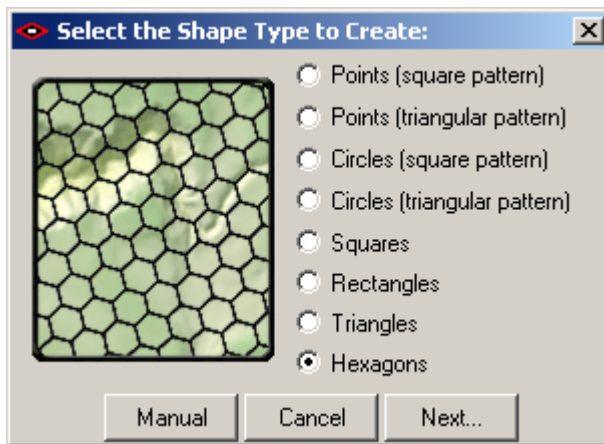 Select the Shape Type to Create:
Points (square pattern)
Points (triangular pattern)
Circles (square pattern)
Circles (triangular pattern)
Squares
Rectangles
Triangles
Hexagons
Manual Cancel Next...